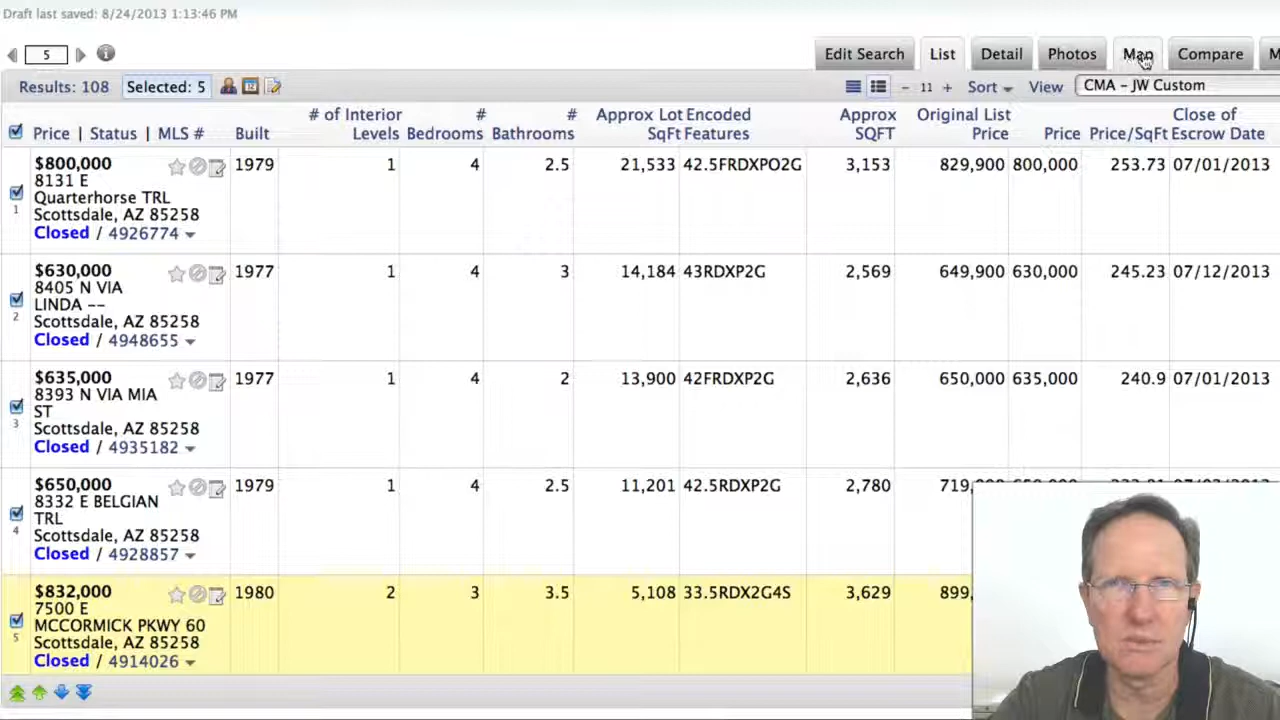 Draft last saved: 8/24/2013 1:13:46 PM
5
Edit Search List Detail Photos Map Compare M
Results: 108 Selected: 5 - 11 + Sort View CMA - JW Custom
# of Interior # # Approx Lot Encoded Approx Original List Close of
Price | Status | MLS # Built Levels Bedrooms Bathrooms SqFt Features SQFT Price Price Price/SqFt Escrow Date
$800,000 1979 1 4 2.5 21,533 42.5FRDXPO2G 3,153 829,900 800,000 253.73 07/01/2013
8131 E
1 Quarterhorse TRL
Scottsdale, AZ 85258
Closed / 4926774
$630,000 1977 1 4 3 14,184 43RDXP2G 2,569 649,900 630,000 245.23 07/12/2013
8405 N VIA
2 LINDA --
Scottsdale, AZ 85258
Closed / 4948655
$635,000 1977 1 4 2 13,900 42FRDXP2G 2,636 650,000 635,000 240.9 07/01/2013
8393 N VIA MIA
3 ST
Scottsdale, AZ 85258
Closed / 4935182
$650,000 1979 1 4 2.5 11,201 42.5RDXP2G 2,780 719,
8332 E BELGIAN
4 TRL
Scottsdale, AZ 85258
Closed / 4928857
$832,000 1980 2 3 3.5 5,108 33.5RDX2G4S 3,629 899,
7500 E
5 MCCORMICK PKWY 60
Scottsdale, AZ 85258
Closed / 4914026